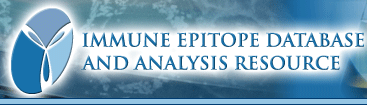 IMMUNE EPITOPE DATABASE
AND ANALYSIS RESOURCE